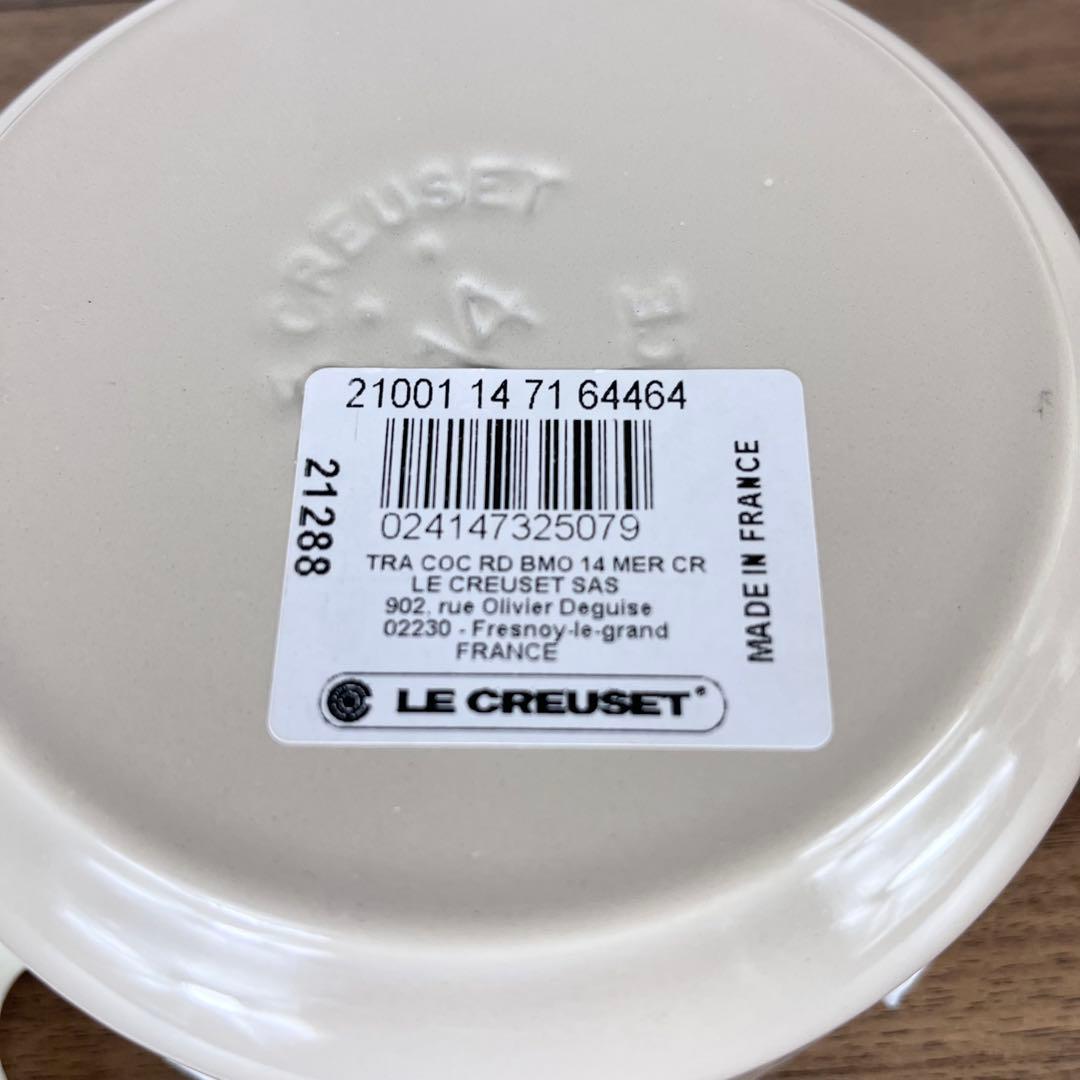 CREUSET
14
21001 14 71 64464
024147325079
21288
TRA COC RD BMO 14 MER CR
LE CREUSET SAS
902, rue Olivier Deguise
02230 - Fresnoy-le-grand
FRANCE
MADE IN FRANCE
LE CREUSET®